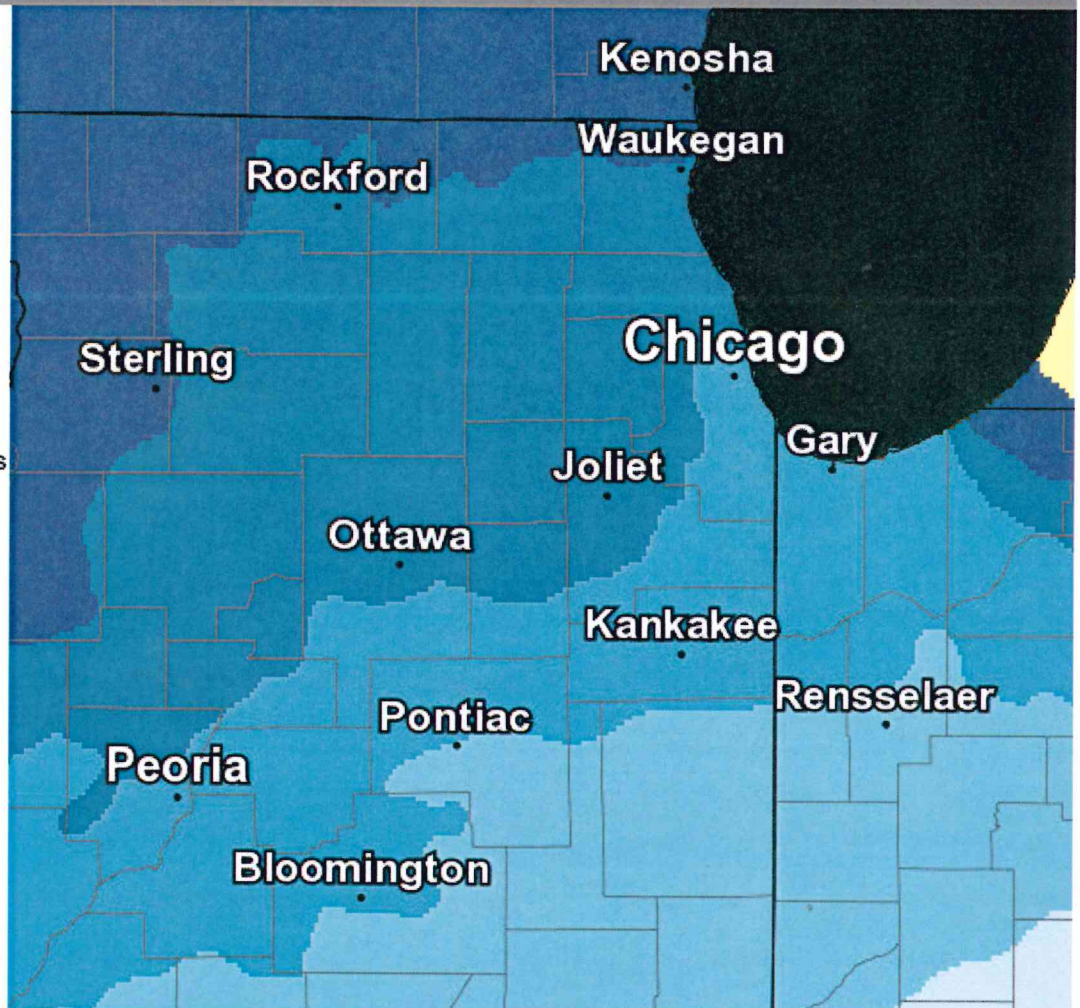 Kenosha
Waukegan
Rockford
Chicago
Sterling
Gary
s
Joliet
Ottawa
Kankakee
Rensselaer
Pontiac
Peoria
Bloomington